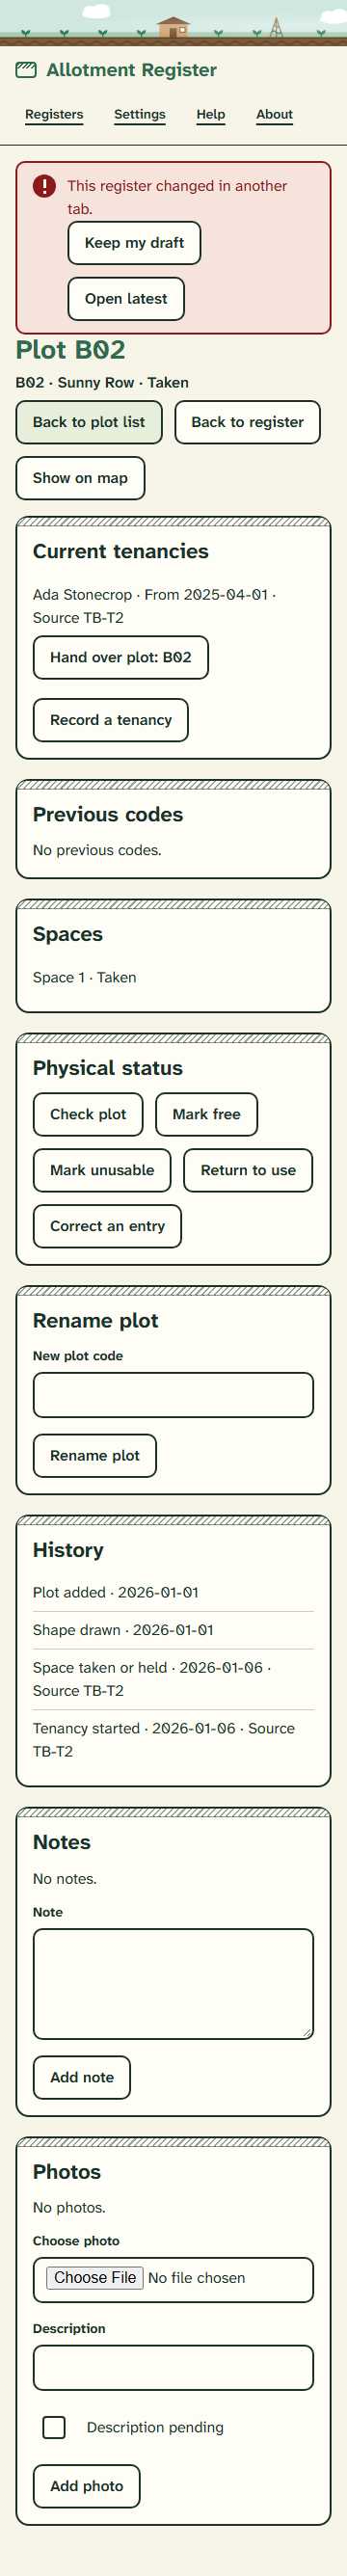 Allotment Register
Registers Settings Help About
This register changed in another
tab.
Keep my draft
Open latest
Plot B02
B02 · Sunny Row · Taken
Back to plot list Back to register
Show on map
Current tenancies
Ada Stonecrop · From 2025-04-01 ·
Source TB-T2
Hand over plot: B02
Record a tenancy
Previous codes
No previous codes.
Spaces
Space 1 · Taken
Physical status
Check plot Mark free
Mark unusable Return to use
Correct an entry
Rename plot
New plot code
Rename plot
History
Plot added · 2026-01-01
Shape drawn · 2026-01-01
Space taken or held · 2026-01-06 ·
Source TB-T2
Tenancy started · 2026-01-06 · Source
TB-T2
Notes
No notes.
Note
Add note
Photos
No photos.
Choose photo
Choose File No file chosen
Description
Description pending
Add photo